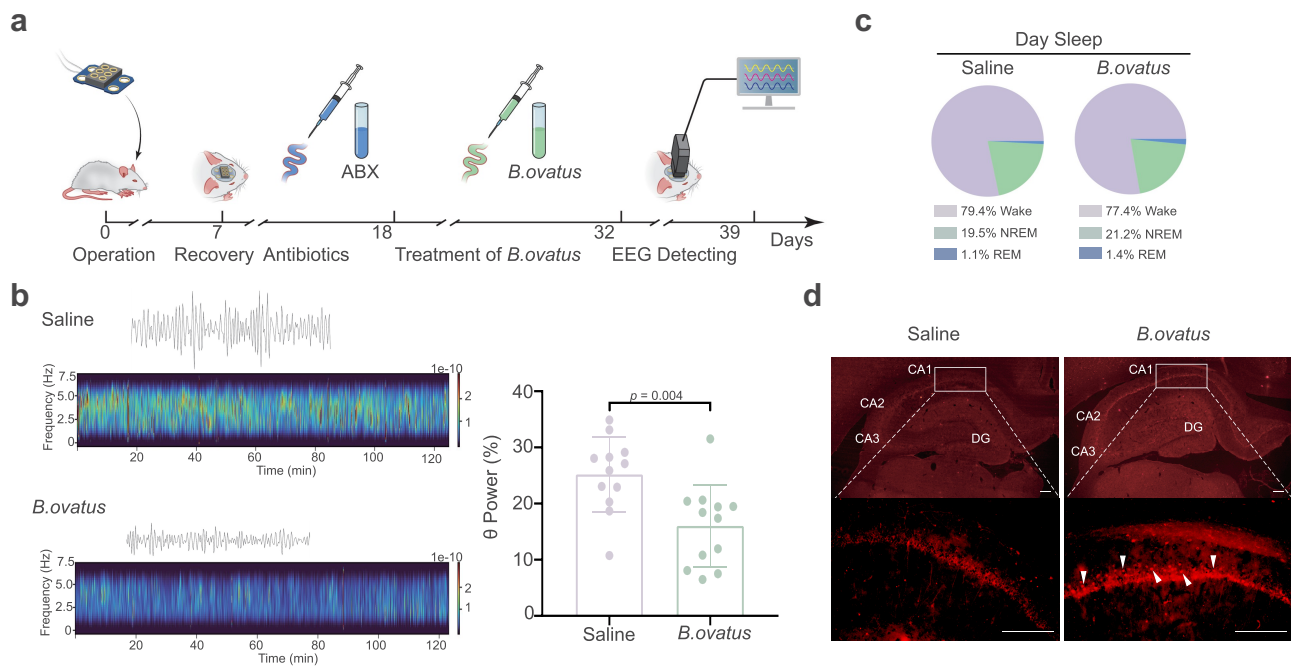 a
ABX
B.ovatus
0
7
18
32
39
Days
Operation
Recovery
Antibiotics
Treatment of B.ovatus
EEG Detecting
b
Saline
Frequency (Hz)
7.5
5.0
2.5
0
20
40
60
80
100
120
Time (min)
1e-10
2
1
B.ovatus
Frequency (Hz)
7.5
5.0
2.5
0
20
40
60
80
100
120
Time (min)
1e-10
2
1
θ Power (%)
40
30
20
10
0
p = 0.004
Saline
B.ovatus
c
Day Sleep
Saline
B.ovatus
79.4% Wake
19.5% NREM
1.1% REM
77.4% Wake
21.2% NREM
1.4% REM
d
Saline
B.ovatus
CA1
CA2
CA3
DG
CA1
CA2
CA3
DG